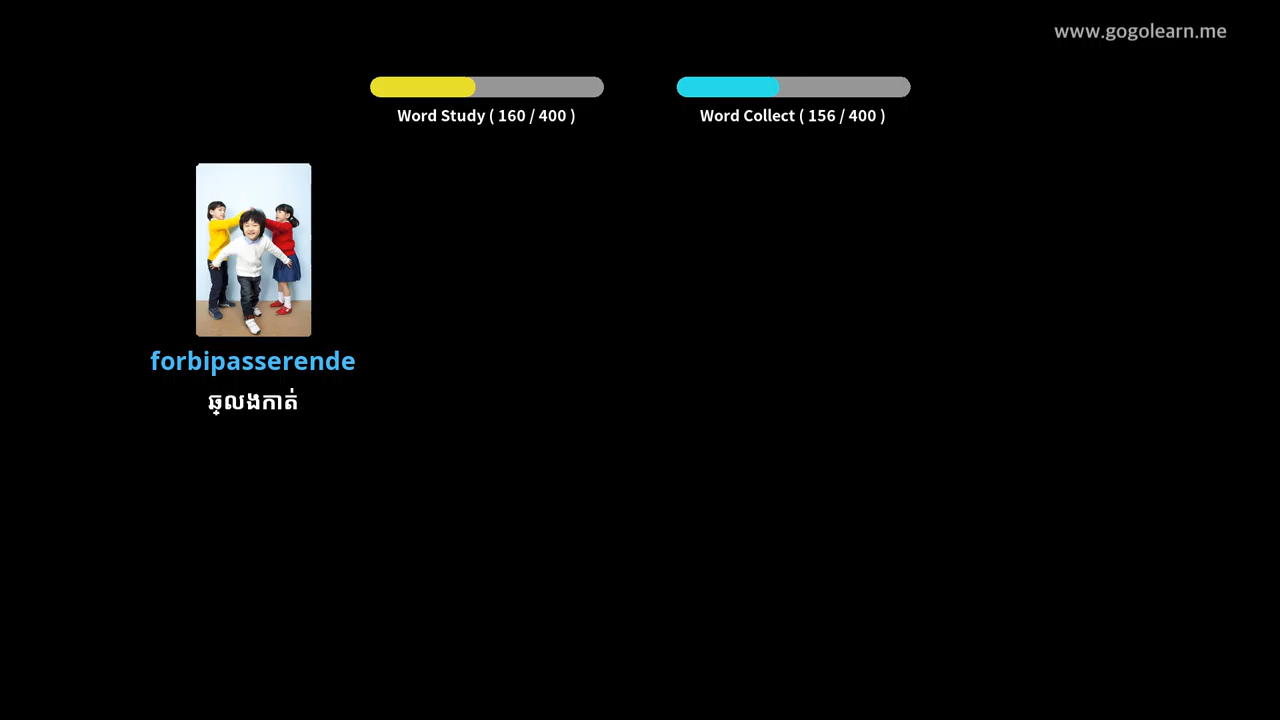 www.gogolearn.me
Word Study ( 160 / 400 )
Word Collect ( 156 / 400 )
forbipasserende
ឆ្លងកាត់